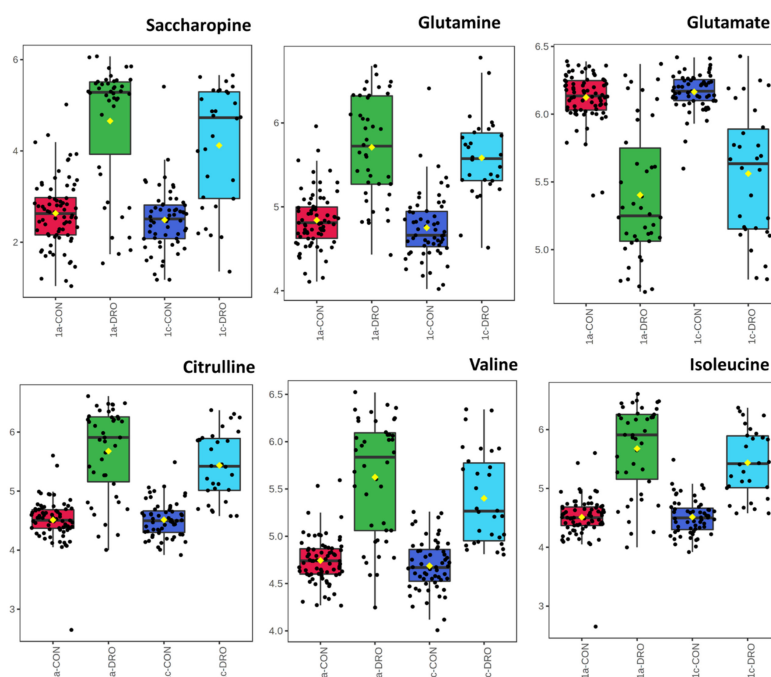 Saccharopine
6
4
2
1a-CON
1a-DRO
1c-CON
1c-DRO
Glutamine
6
5
4
1a-CON
1a-DRO
1c-CON
1c-DRO
Glutamate
6.5
6.0
5.5
5.0
1a-CON
1a-DRO
1c-CON
1c-DRO
Citrulline
6
5
4
3
a-CON
a-DRO
c-CON
c-DRO
Valine
6.5
6.0
5.5
5.0
4.5
4.0
a-CON
a-DRO
c-CON
c-DRO
Isoleucine
6
5
4
3
1a-CON
1a-DRO
1c-CON
1c-DRO